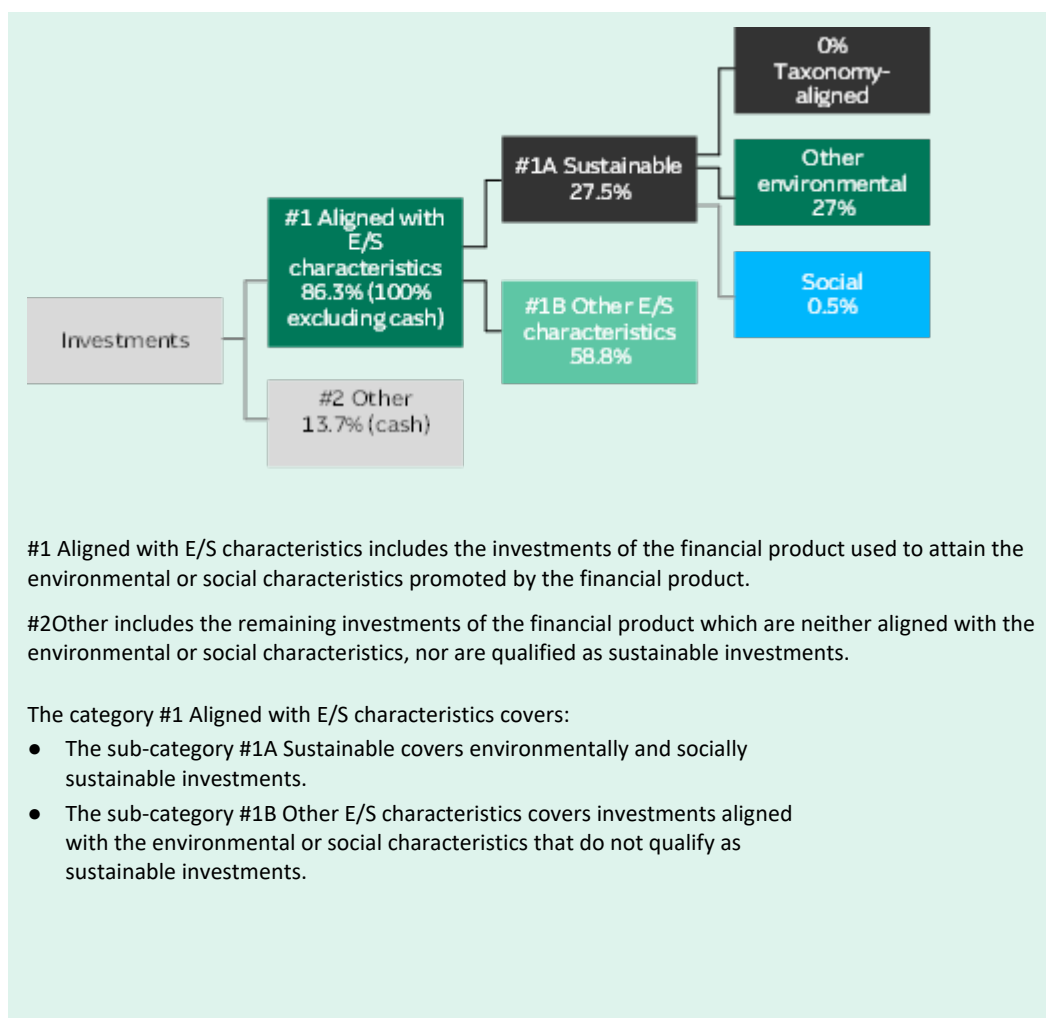 0%
Taxonomy-
aligned
#1A Sustainable
27.5%
Other
environmental
27%
#1 Aligned with
E/S
characteristics
86.3% (100%
excluding cash)
Social
0.5%
#1B Other E/S
characteristics
58.8%
Investments
#2 Other
13.7% (cash)
#1 Aligned with E/S characteristics includes the investments of the financial product used to attain the
environmental or social characteristics promoted by the financial product.
#2Other includes the remaining investments of the financial product which are neither aligned with the
environmental or social characteristics, nor are qualified as sustainable investments.
The category #1 Aligned with E/S characteristics covers:
● The sub-category #1A Sustainable covers environmentally and socially
sustainable investments.
● The sub-category #1B Other E/S characteristics covers investments aligned
with the environmental or social characteristics that do not qualify as
sustainable investments.